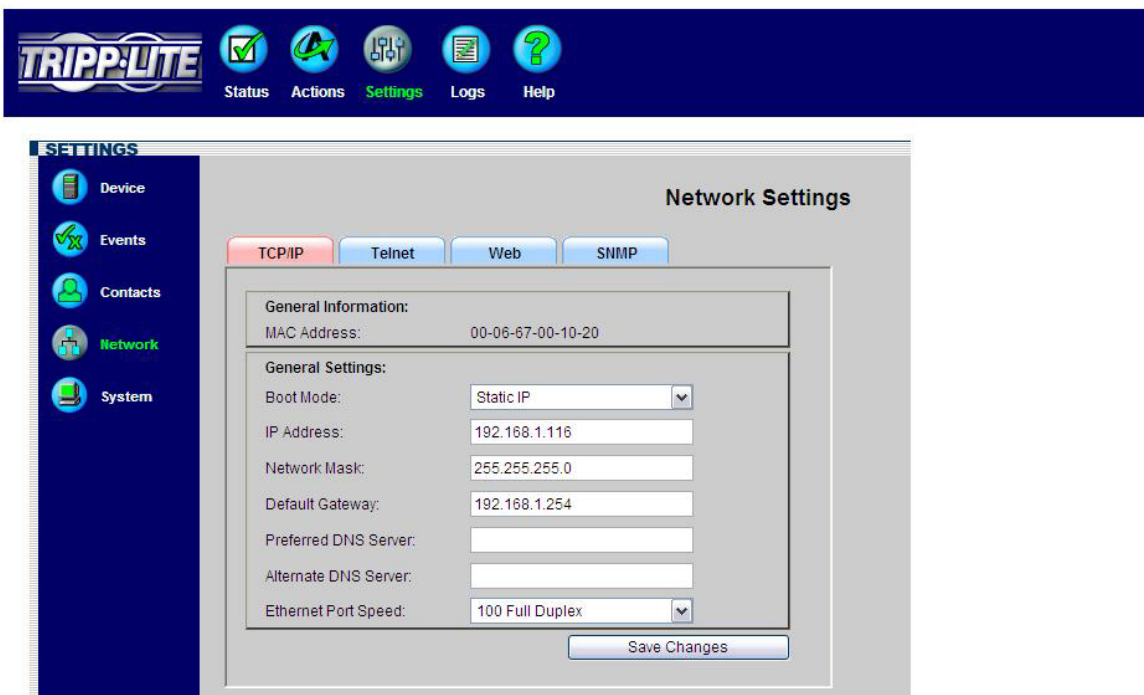 TRIPP·LITE
Status Actions Settings Logs Help
SETTINGS
Device
Events
Contacts
Network
System
Network Settings
TCP/IP Telnet Web SNMP
General Information:
MAC Address: 00-06-67-00-10-20
General Settings:
Boot Mode: Static IP
IP Address: 192.168.1.116
Network Mask: 255.255.255.0
Default Gateway: 192.168.1.254
Preferred DNS Server:
Alternate DNS Server:
Ethernet Port Speed: 100 Full Duplex
Save Changes